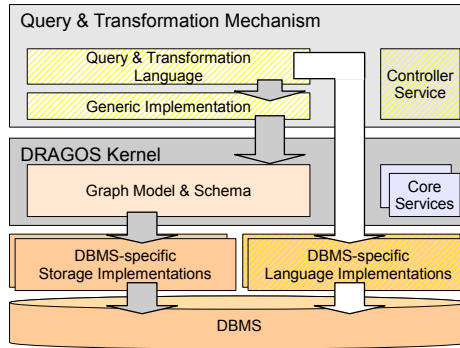 Query & Transformation Mechanism
Query & Transformation
Language
Controller
Service
Generic Implementation
DRAGOS Kernel
Graph Model & Schema
Core
Services
DBMS-specific
Storage Implementations
DBMS-specific
Language Implementations
DBMS